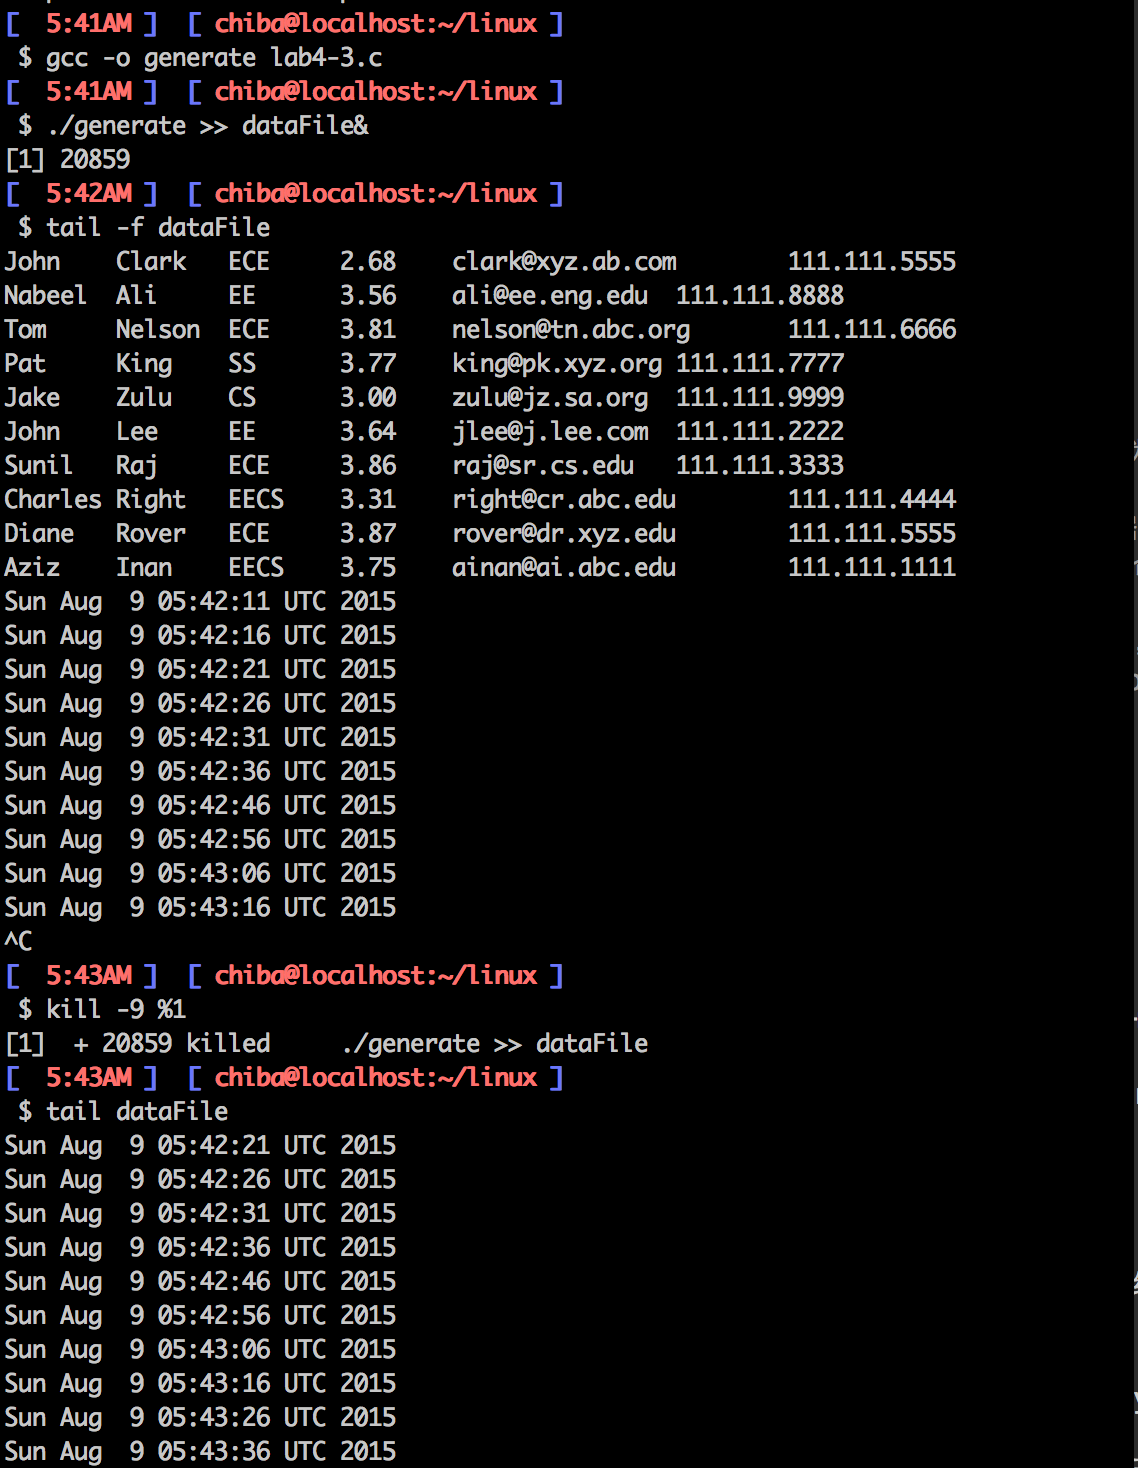 [  5:41AM ]  [ chiba@localhost:~/linux ]
 $ gcc -o generate lab4-3.c
[  5:41AM ]  [ chiba@localhost:~/linux ]
 $ ./generate >> dataFile&
[1] 20859
[  5:42AM ]  [ chiba@localhost:~/linux ]
 $ tail -f dataFile
John    Clark   ECE     2.68    clark@xyz.ab.com        111.111.5555
Nabeel  Ali     EE      3.56    ali@ee.eng.edu  111.111.8888
Tom     Nelson  ECE     3.81    nelson@tn.abc.org       111.111.6666
Pat     King    SS      3.77    king@pk.xyz.org 111.111.7777
Jake    Zulu    CS      3.00    zulu@jz.sa.org  111.111.9999
John    Lee     EE      3.64    jlee@j.lee.com  111.111.2222
Sunil   Raj     ECE     3.86    raj@sr.cs.edu   111.111.3333
Charles Right   EECS    3.31    right@cr.abc.edu        111.111.4444
Diane   Rover   ECE     3.87    rover@dr.xyz.edu        111.111.5555
Aziz    Inan    EECS    3.75    ainan@ai.abc.edu        111.111.1111
Sun Aug  9 05:42:11 UTC 2015
Sun Aug  9 05:42:16 UTC 2015
Sun Aug  9 05:42:21 UTC 2015
Sun Aug  9 05:42:26 UTC 2015
Sun Aug  9 05:42:31 UTC 2015
Sun Aug  9 05:42:36 UTC 2015
Sun Aug  9 05:42:46 UTC 2015
Sun Aug  9 05:42:56 UTC 2015
Sun Aug  9 05:43:06 UTC 2015
Sun Aug  9 05:43:16 UTC 2015
^C
[  5:43AM ]  [ chiba@localhost:~/linux ]
 $ kill -9 %1
[1]  + 20859 killed     ./generate >> dataFile
[  5:43AM ]  [ chiba@localhost:~/linux ]
 $ tail dataFile
Sun Aug  9 05:42:21 UTC 2015
Sun Aug  9 05:42:26 UTC 2015
Sun Aug  9 05:42:31 UTC 2015
Sun Aug  9 05:42:36 UTC 2015
Sun Aug  9 05:42:46 UTC 2015
Sun Aug  9 05:42:56 UTC 2015
Sun Aug  9 05:43:06 UTC 2015
Sun Aug  9 05:43:16 UTC 2015
Sun Aug  9 05:43:26 UTC 2015
Sun Aug  9 05:43:36 UTC 2015